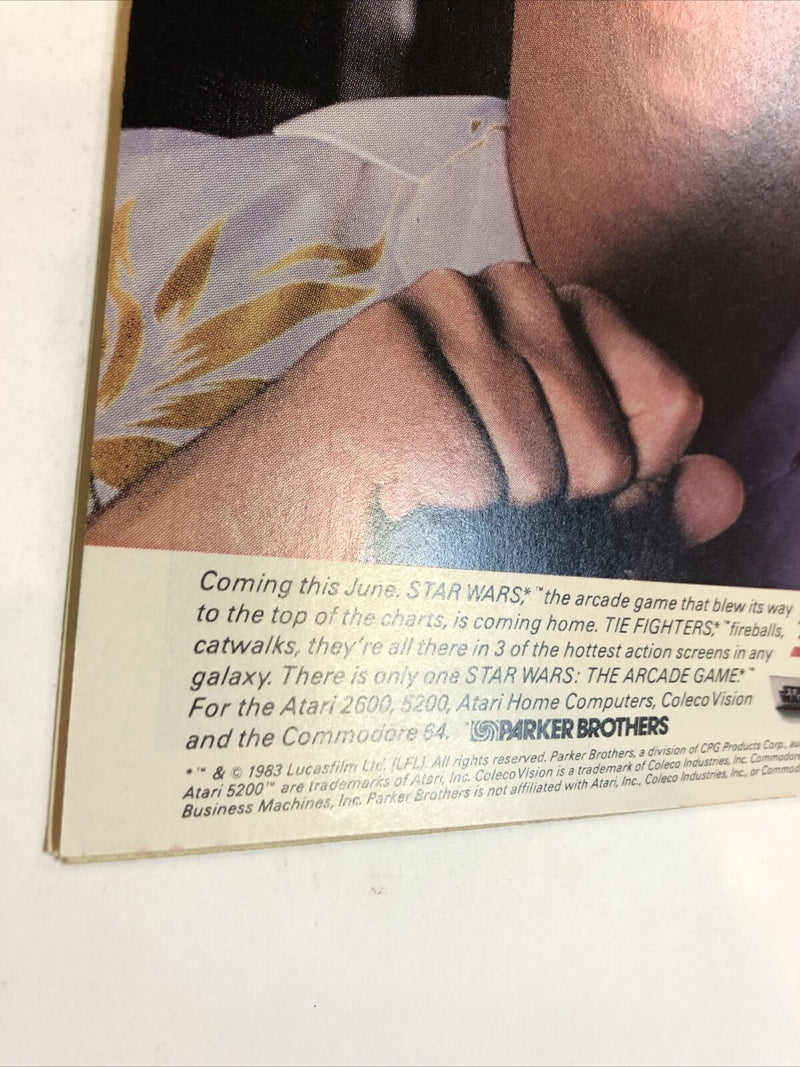 Coming this June. STAR WARS,*™ the arcade game that blew its way
to the top of the charts, is coming home. TIE FIGHTERS,*™ fireballs,
catwalks, they're all there in 3 of the hottest action screens in any
galaxy. There is only one STAR WARS: THE ARCADE GAME.*™
For the Atari 2600, 5200, Atari Home Computers, ColecoVision
and the Commodore 64. PARKER BROTHERS
*™ & © 1983 Lucasfilm Ltd. (LFL). All rights reserved. Parker Brothers, a division of CPG Products Corp.,
Atari 5200™ are trademarks of Atari, Inc. ColecoVision is a trademark of Coleco Industries, Inc. Commodore
Business Machines, Inc. Parker Brothers is not affiliated with Atari, Inc., Coleco Industries, Inc., or